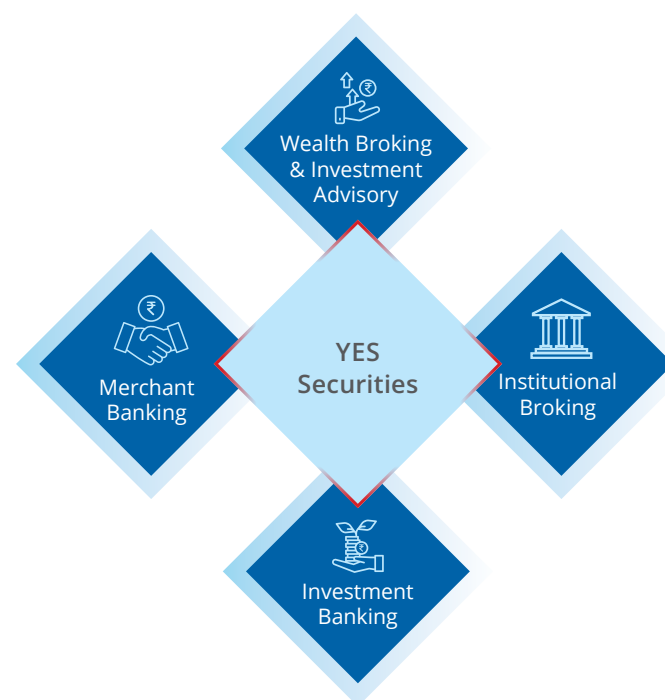 Wealth Broking
& Investment
Advisory
Merchant
Banking
YES
Securities
Institutional
Broking
Investment
Banking